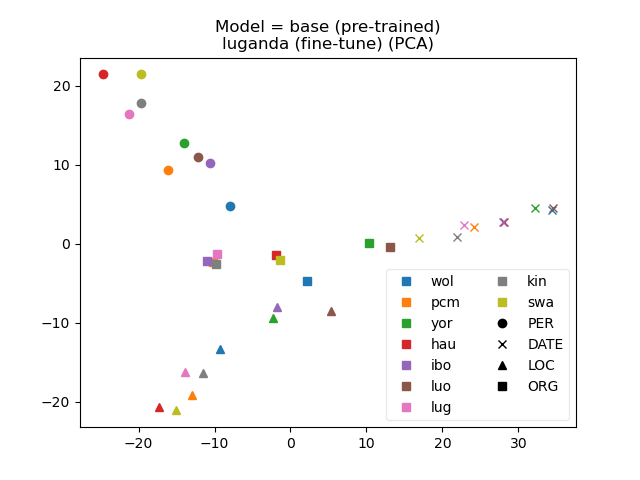 Model = base (pre-trained)
luganda (fine-tune) (PCA)
20
10
0
−10
−20
−20
−10
0
10
20
30
wol
pcm
yor
hau
ibo
luo
lug
kin
swa
PER
DATE
LOC
ORG